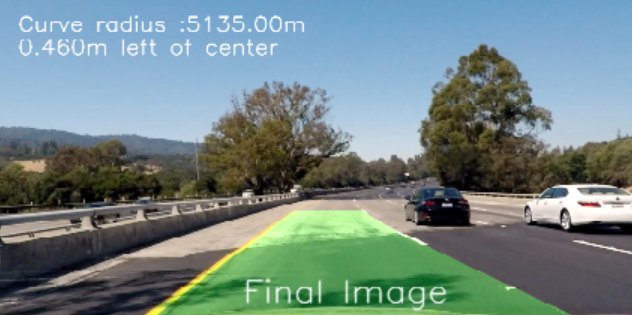 Curve radius :5135.00m
0.460m left of center
Final Image